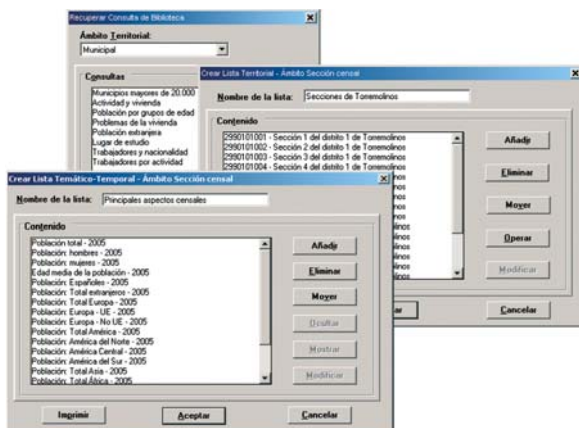 Recuperar Consulta de Biblioteca
Ámbito Territorial:
Municipal
Consultas
Municipios mayores de 20.000
Actividad y vivienda
Población por grupos de edad
Problemas de la vivienda
Población extranjera
Lugar de estudio
Trabajadores y nacionalidad
Trabajadores por actividad
Crear Lista Territorial - Ámbito Sección censal
Nombre de la lista:
Secciones de Torremolinos
Contenido
2990101001 - Sección 1 del distrito 1 de Torremolinos
2990101002 - Sección 2 del distrito 1 de Torremolinos
2990101003 - Sección 3 del distrito 1 de Torremolinos
2990101004 - Sección 4 del distrito 1 de Torremolinos
Añadir
Eliminar
Mover
Operar
Modificar
Cancelar
Crear Lista Temático-Temporal - Ámbito Sección censal
Nombre de la lista:
Principales aspectos censales
Contenido
Población total - 2005
Población: hombres - 2005
Población: mujeres - 2005
Edad media de la población - 2005
Población: Españoles - 2005
Población: Total extranjeros - 2005
Población: Total Europa - 2005
Población: Europa - UE - 2005
Población: Europa - No UE - 2005
Población: Total América - 2005
Población: América del Norte - 2005
Población: América Central - 2005
Población: América del Sur - 2005
Población: Total Asia - 2005
Población: Total África - 2005
Añadir
Eliminar
Mover
Ocultar
Mostrar
Modificar
Imprimir
Aceptar
Cancelar